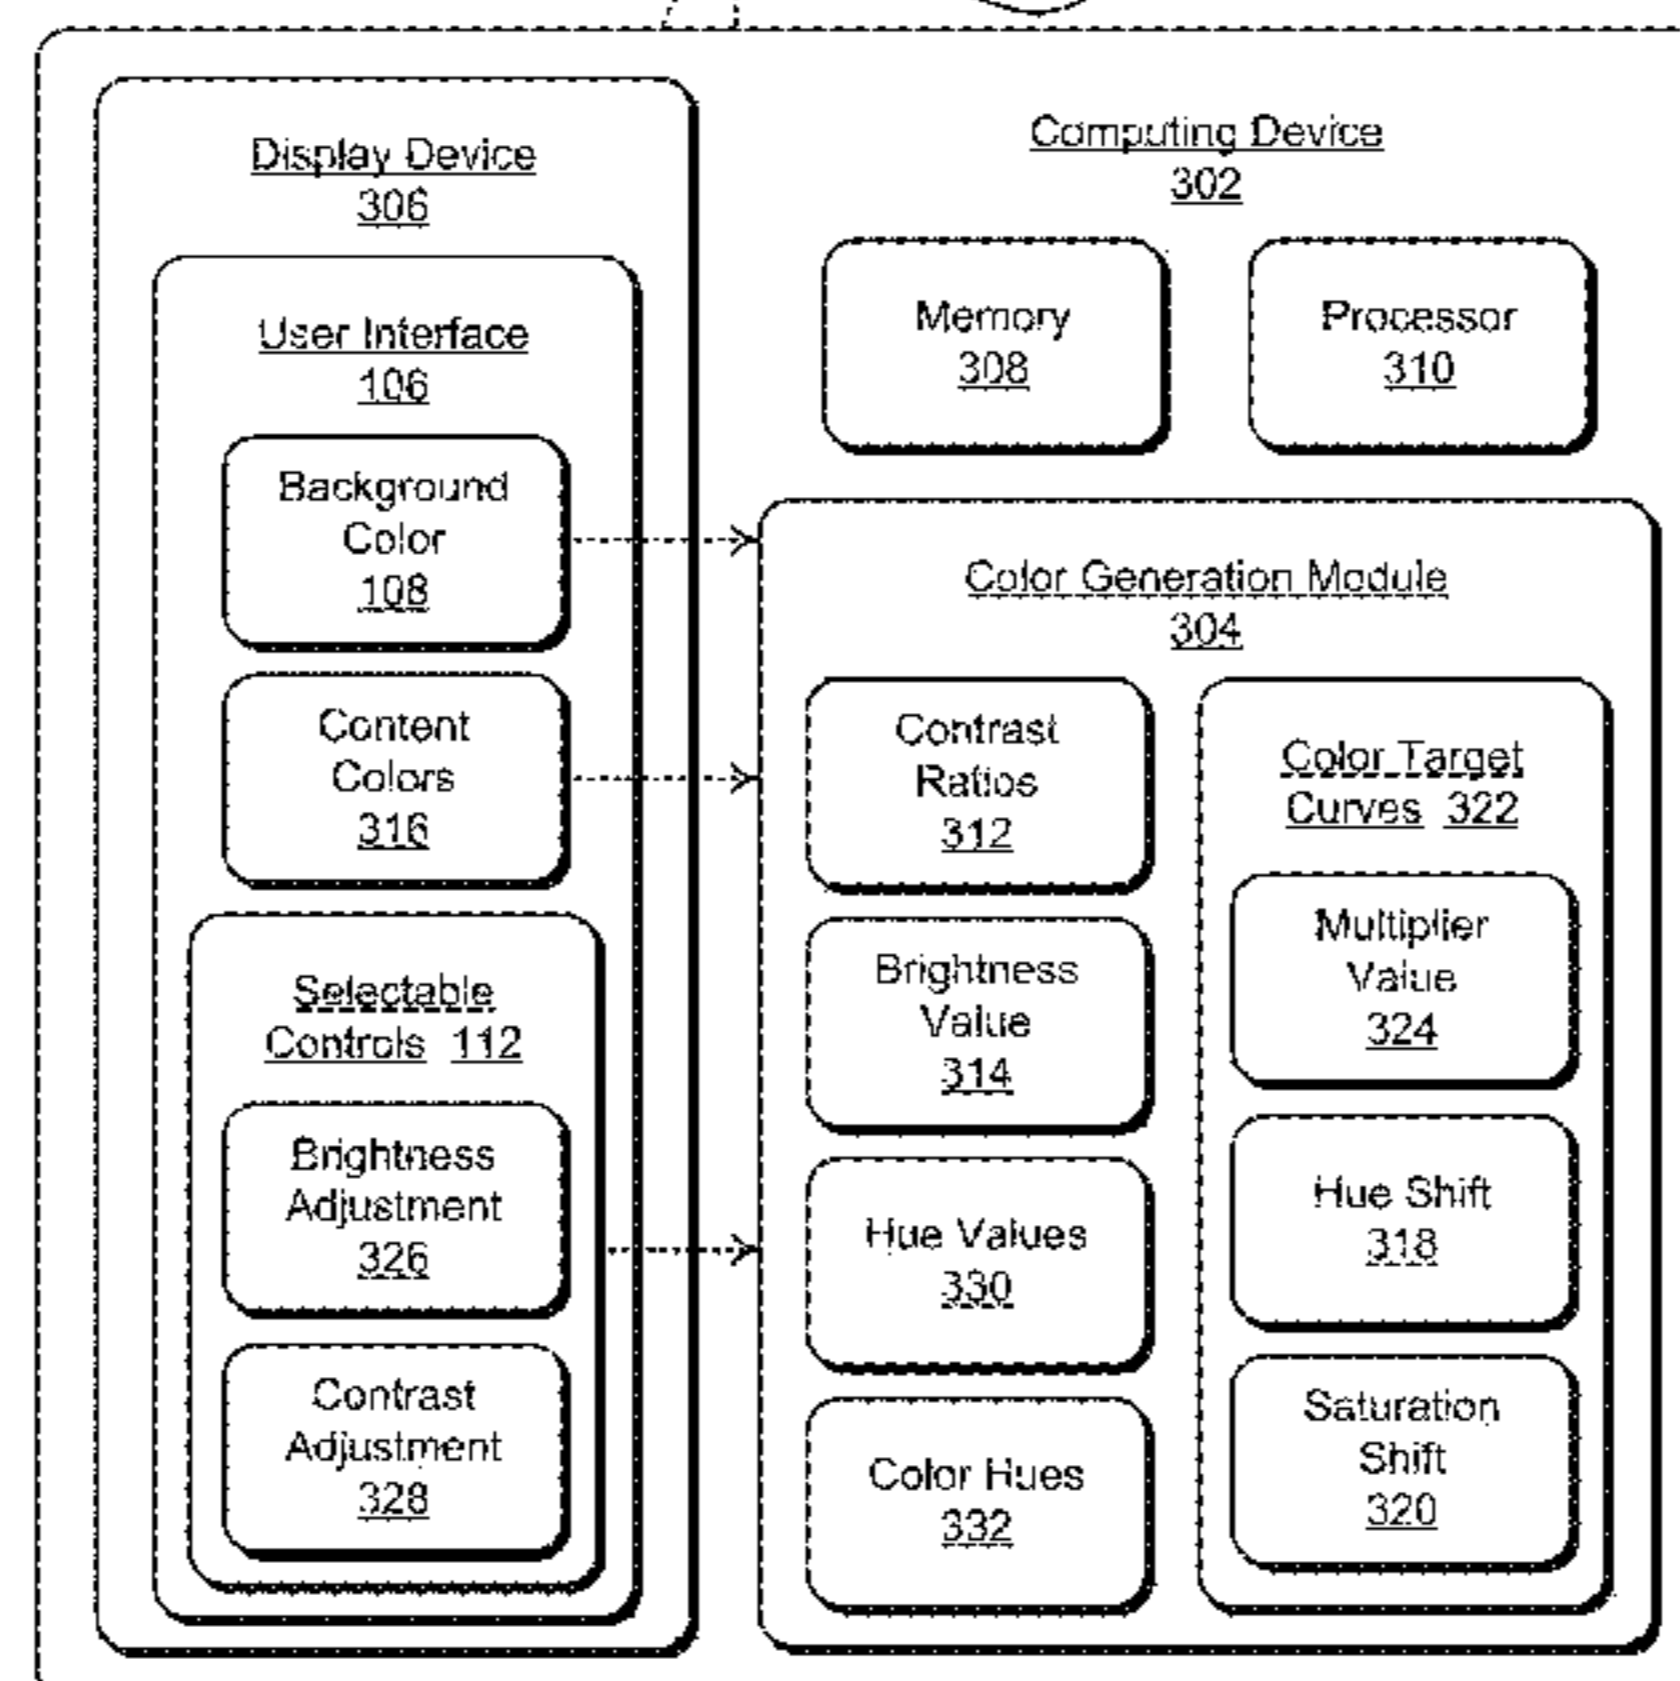 Display Device
306
User Interface
106
Background
Color
108
Content
Colors
316
Selectable
Controls 112
Brightness
Adjustment
326
Contrast
Adjustment
328
Computing Device
302
Memory
308
Processor
310
Color Generation Module
304
Contrast
Ratios
312
Brightness
Value
314
Hue Values
330
Color Hues
332
Color Target
Curves 322
Multiplier
Value
324
Hue Shift
318
Saturation
Shift
320